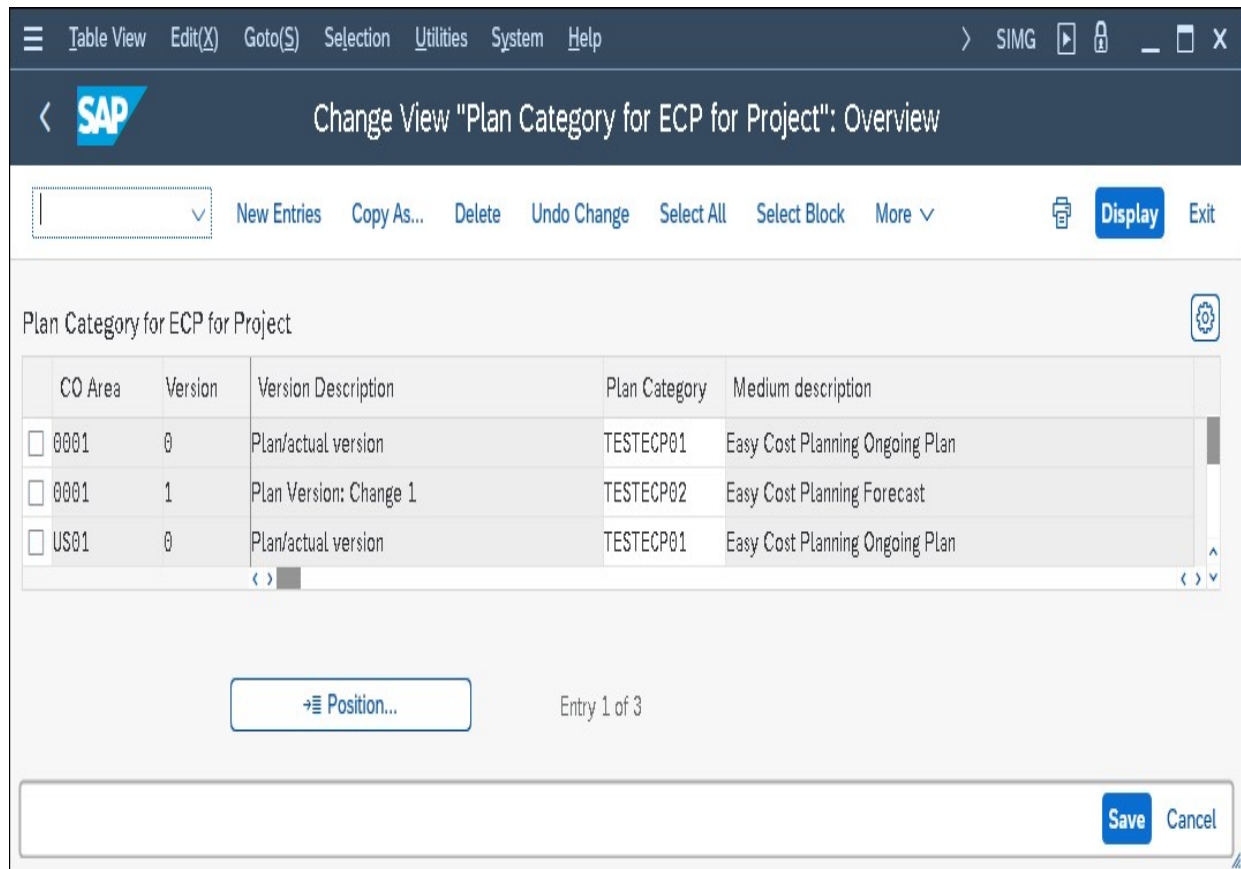 Table View Edit(X) Goto(S) Selection Utilities System Help SIMG
SAP Change View "Plan Category for ECP for Project": Overview
New Entries Copy As... Delete Undo Change Select All Select Block More Display Exit
Plan Category for ECP for Project
CO Area Version Version Description Plan Category Medium description
0001 0 Plan/actual version TESTECP01 Easy Cost Planning Ongoing Plan
0001 1 Plan Version: Change 1 TESTECP02 Easy Cost Planning Forecast
US01 0 Plan/actual version TESTECP01 Easy Cost Planning Ongoing Plan
Position... Entry 1 of 3
Save Cancel